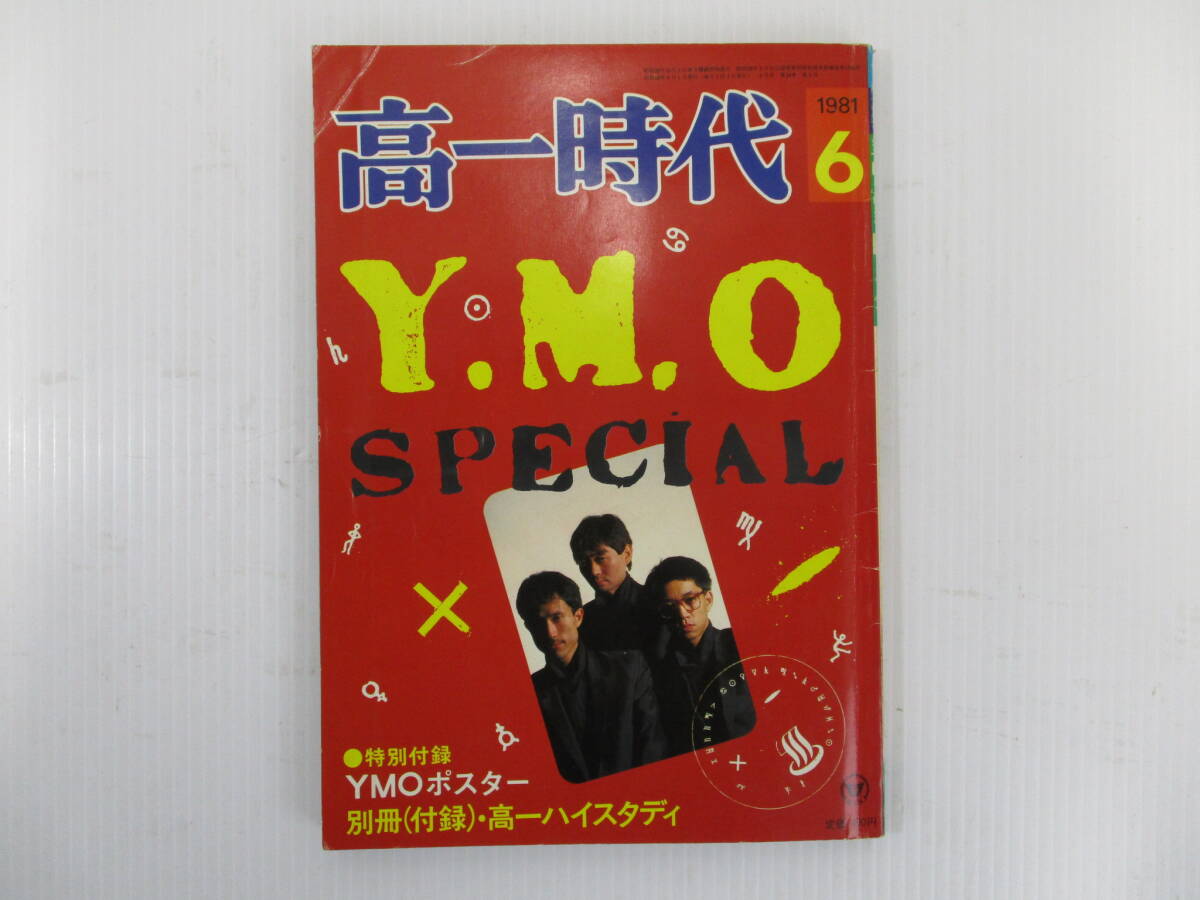 高一時代
1981
6
Y.M.O
SPECIAL
●特別付録
YMOポスター
別冊(付録)・高一ハイスタディ